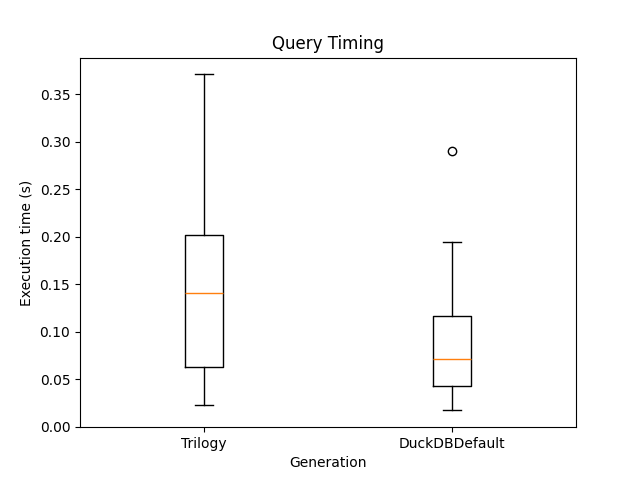 Query Timing
Execution time (s)
0.35
0.30
0.25
0.20
0.15
0.10
0.05
0.00
Trilogy
DuckDBDefault
Generation